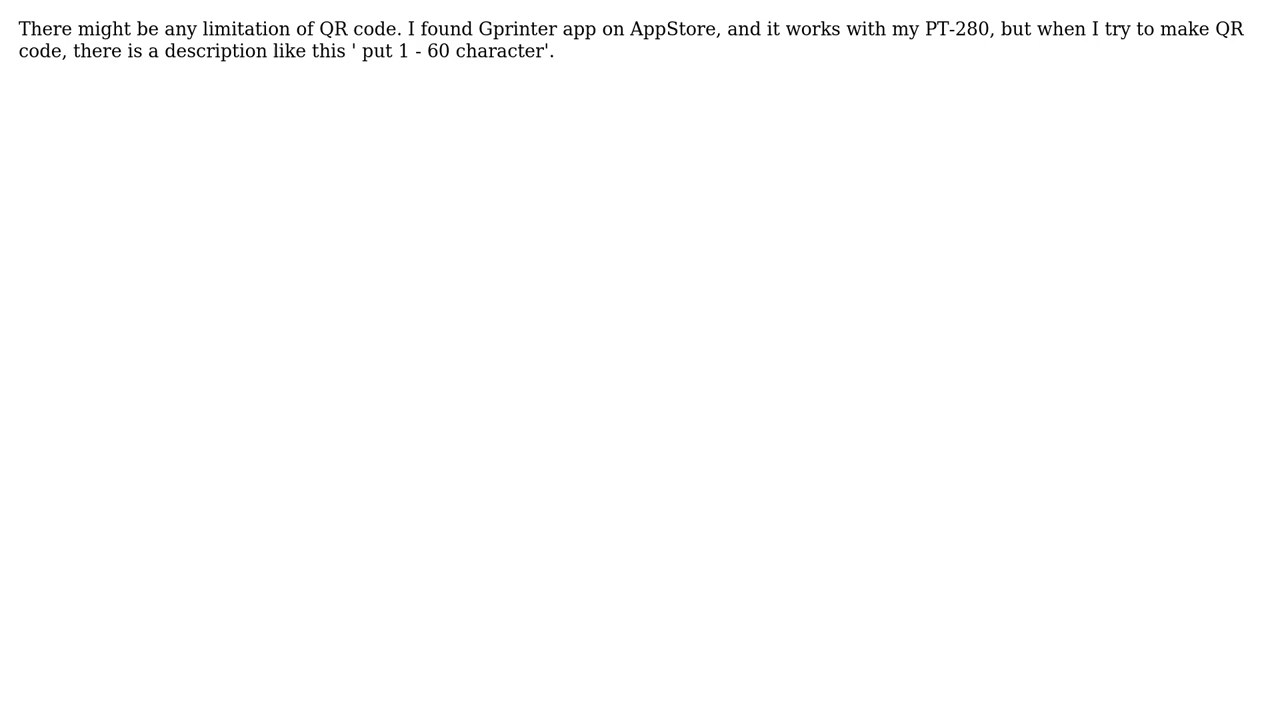 There might be any limitation of QR code. I found Gprinter app on AppStore, and it works with my PT-280, but when I try to make QR
code, there is a description like this ' put 1 - 60 character'.